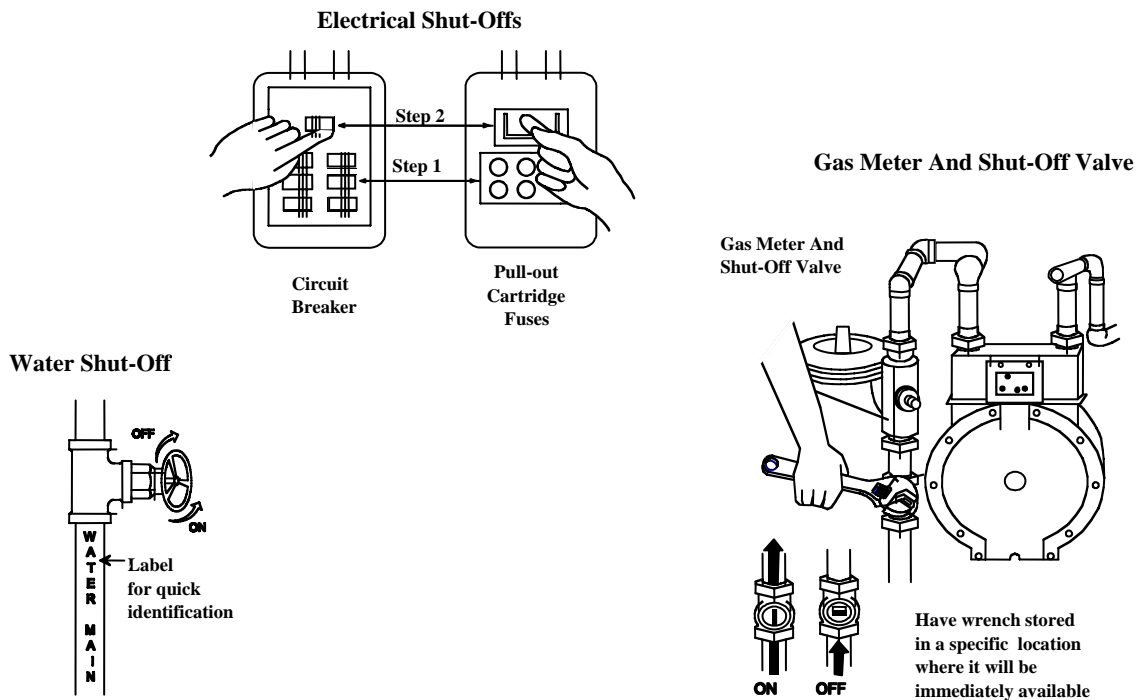 Electrical Shut-Offs
Step 2
Step 1
Circuit
Breaker
Pull-out
Cartridge
Fuses
Gas Meter And Shut-Off Valve
Gas Meter And
Shut-Off Valve
Water Shut-Off
OFF
ON
WATER MAIN
Label
for quick
identification
ON
OFF
Have wrench stored
in a specific location
where it will be
immediately available